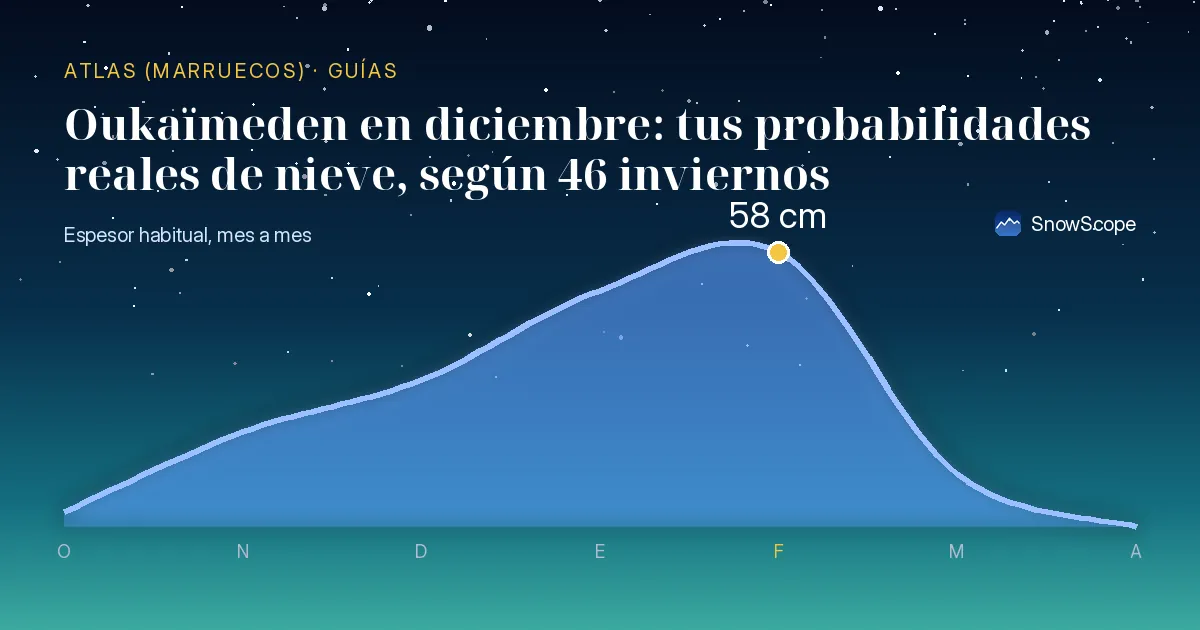 ATLAS (MARRUECOS) · GUÍAS
Oukaïmeden en diciembre: tus probabilidades
reales de nieve, según 46 inviernos
Espesor habitual, mes a mes
58 cm
SnowScope
O N D E F M A